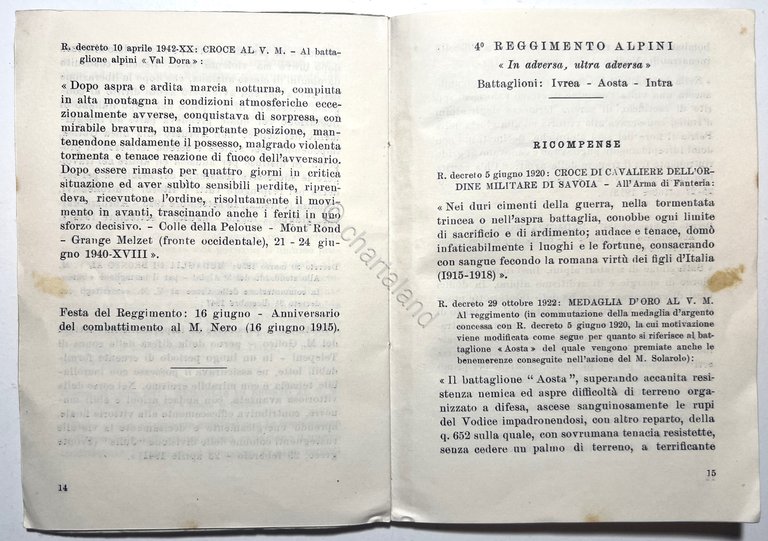 R. decreto 10 aprile 1942-XX: CROCE AL V. M. - Al batta-
glione alpini « Val Dora » :
« Dopo aspra e ardita marcia notturna, compiuta
in alta montagna in condizioni atmosferiche ecce-
zionalmente avverse, conquistava di sorpresa, con
mirabile bravura, una importante posizione, man-
tenendone saldamente il possesso, malgrado violenta
tormenta e tenace reazione di fuoco dell'avversario.
Dopo essere rimasto per quattro giorni in critica
situazione ed aver subìto sensibili perdite, ripren-
deva, ricevutone l'ordine, risolutamente il movi-
mento in avanti, trascinando anche i feriti in uno
sforzo decisivo. - Colle della Pelouse - Mont Rond
- Grange Melzet (fronte occidentale), 21 - 24 giu-
gno 1940-XVIII ».
Festa del Reggimento: 16 giugno - Anniversario
del combattimento al M. Nero (16 giugno 1915).
14
4º REGGIMENTO ALPINI
« In adversa, ultra adversa »
Battaglioni: Ivrea - Aosta - Intra
RICOMPENSE
R. decreto 5 giugno 1920: CROCE DI CAVALIERE DELL'OR-
DINE MILITARE DI SAVOIA - All'Arma di Fanteria:
« Nei duri cimenti della guerra, nella tormentata
trincea o nell'aspra battaglia, conobbe ogni limite
di sacrificio e di ardimento; audace e tenace, domò
infaticabilmente i luoghi e le fortune, consacrando
con sangue fecondo la romana virtù dei figli d'Italia
(1915-1918) ».
R. decreto 29 ottobre 1922: MEDAGLIA D'ORO AL V. M.
Al reggimento (in commutazione della medaglia d'argento
concessa con R. decreto 5 giugno 1920, la cui motivazione
viene modificata come segue per quanto si riferisce al bat-
taglione « Aosta » del quale vengono premiate anche le
benemerenze conseguite nell'azione del M. Solarolo):
« Il battaglione " Aosta ", superando accanita resi-
stenza nemica ed aspre difficoltà di terreno orga-
nizzato a difesa, ascese sanguinosamente le rupi
del Vodice impadronendosi, con altro reparto, della
q. 652 sulla quale, con sovrumana tenacia resistette,
senza cedere un palmo di terreno, a terrificante
15
© chartaland